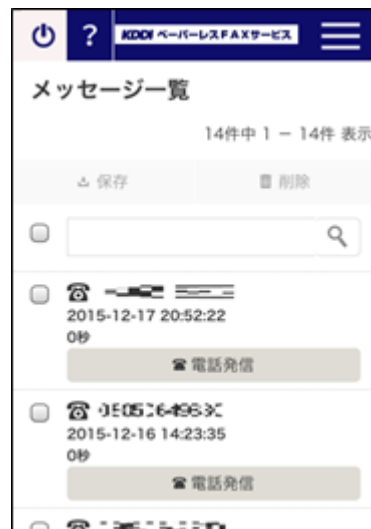 ? KDDI ペーパーレスFAXサービス
メッセージ一覧
14件中 1 − 14件 表示
保存 削除
2015-12-17 20:52:22
0秒
☎ 電話発信
2015-12-16 14:23:35
0秒
☎ 電話発信